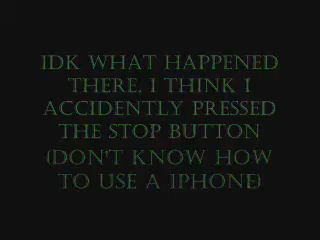 IDK WHAT HAPPENED
THERE, I THINK I
ACCIDENTLY PRESSED
THE STOP BUTTON
(DON'T KNOW HOW
TO USE A IPHONE)